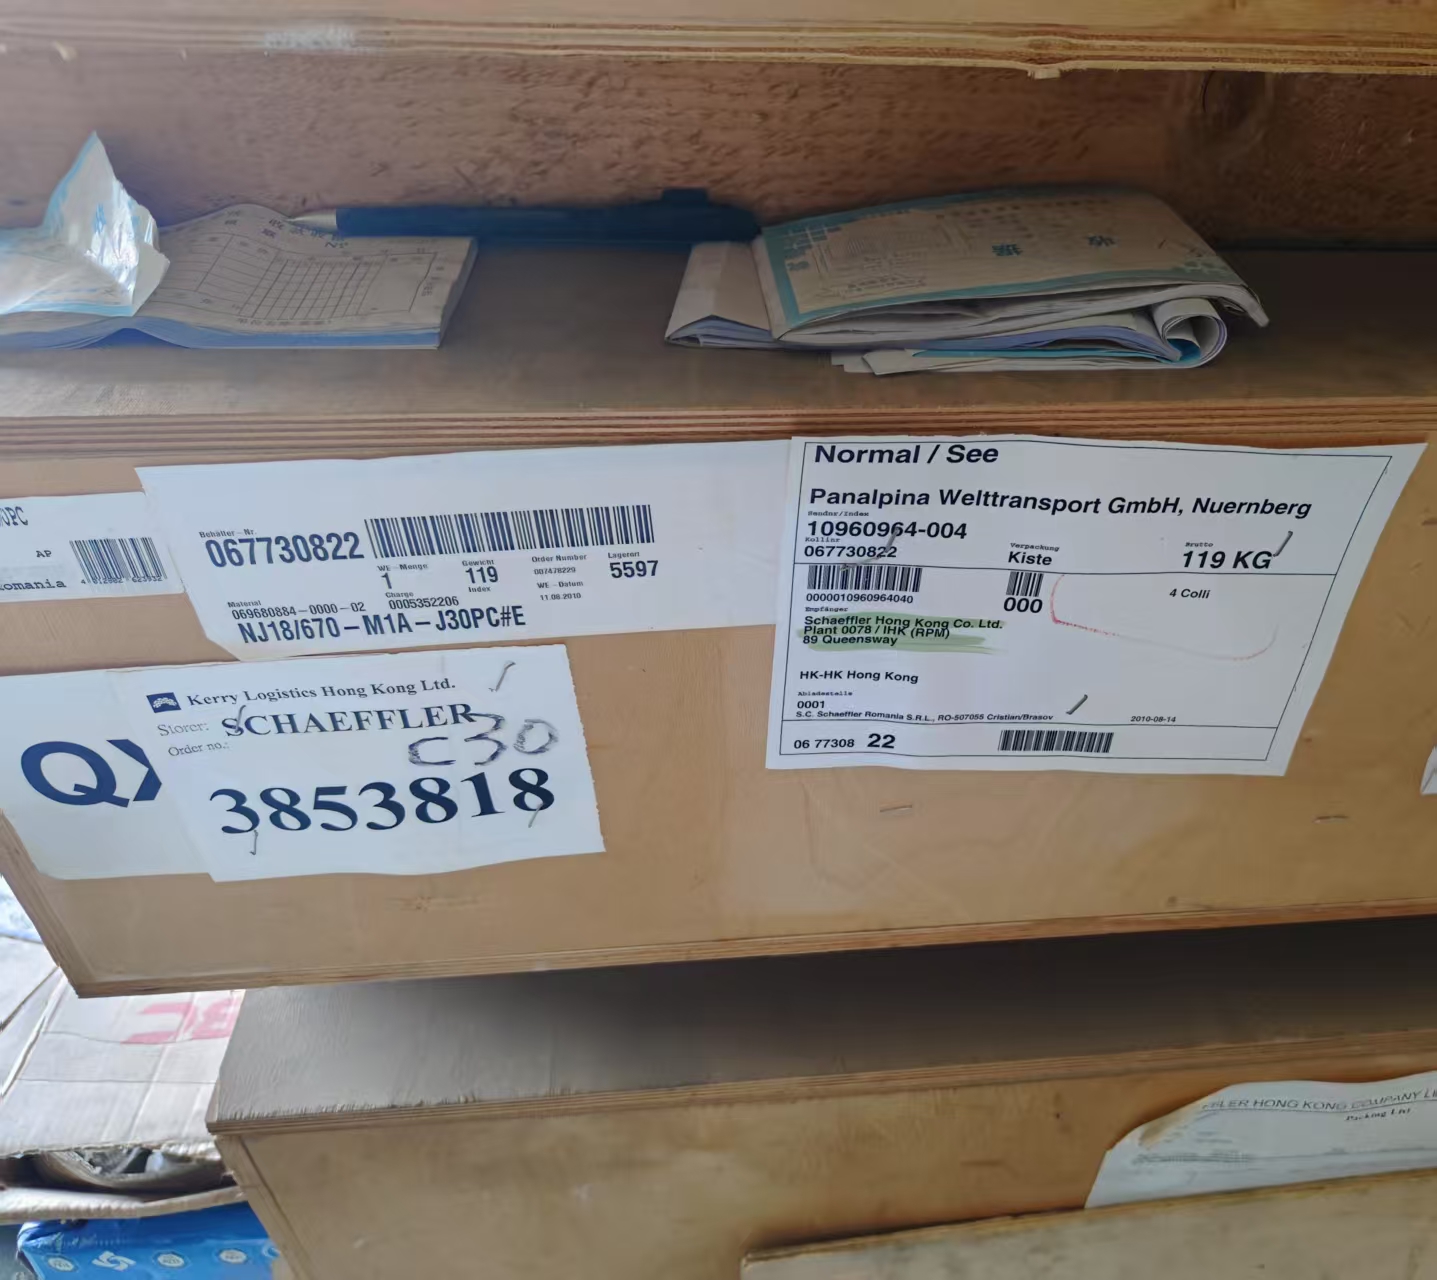 收 据
0PC
AP
omania
Behälter-Nr.
067730822
WE-Menge
1
Gewicht
119
Order Number
007478229
Lagerort
5597
Material
069680884-0000-02
Charge
0005352206
Index
WE-Datum
11.08.2010
NJ18/670-M1A-J30PC#E
Normal / See
Panalpina Welttransport GmbH, Nuernberg
Sendnr/Index
10960964-004
Kollinr
067730822
Verpackung
Kiste
Brutto
119 KG
0000010960964040
000
4 Colli
Empfänger
Schaeffler Hong Kong Co. Ltd.
Plant 0078 / IHK (RPM)
89 Queensway
HK-HK Hong Kong
Abladestelle
0001
S.C. Schaeffler Romania S.R.L., RO-507055 Cristian/Brasov
2010-08-14
06 77308 22
Kerry Logistics Hong Kong Ltd.
Storer: SCHAEFFLER
Order no.:
C30
3853818
QX
FFLER HONG KONG COMPANY LI
Packing List